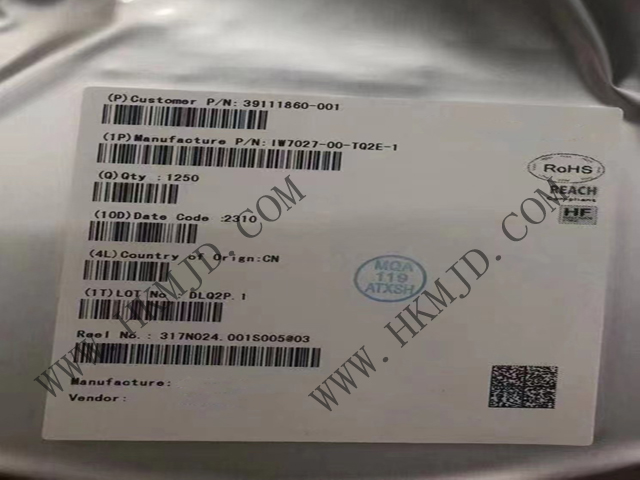 (P)Customer P/N: 39111860-001
(1P)Manufacture P/N: IW7027-00-TQ2E-1
(Q)Qty : 1250
(10D)Date Code :2310
(4L)Country of Orign:CN
(1T)LOT No. DLQ2P.1
Reel No.: 317N024.001S005@03
Manufacture:
Vendor:
RoHS
REACH
HF
MQA
119
ATXSH
WWW.HKMJD.COM
WWW.HKMJD.COM